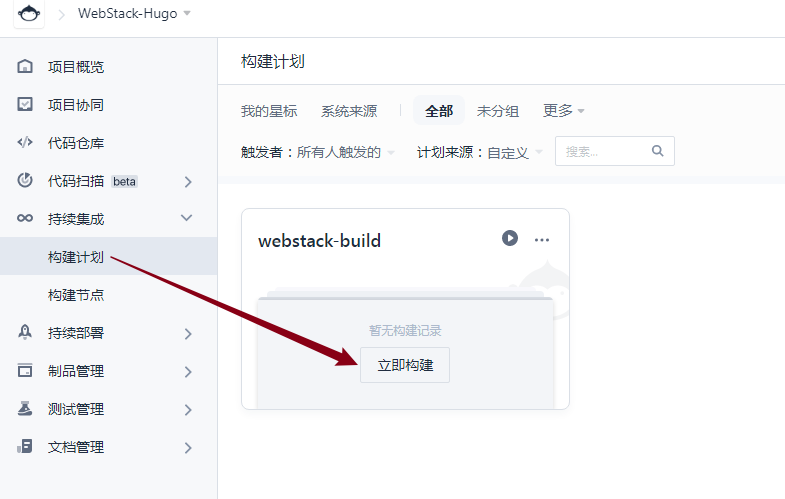 WebStack-Hugo
项目概览
项目协同
代码仓库
代码扫描 beta
持续集成
构建计划
构建节点
持续部署
制品管理
测试管理
文档管理
构建计划
我的星标 系统来源 全部 未分组 更多
触发者：所有人触发的 计划来源：自定义 搜索...
webstack-build
暂无构建记录
立即构建